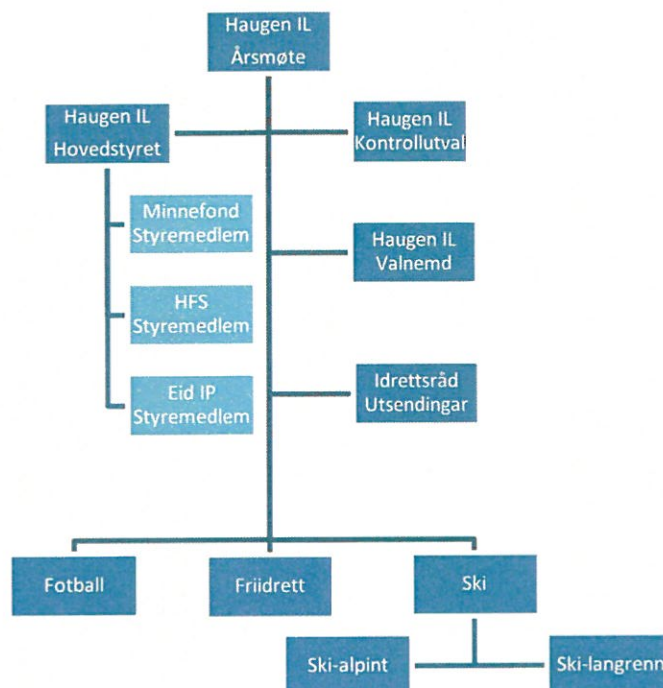 Haugen IL
Årsmøte
Haugen IL
Hovedstyret
Haugen IL
Kontrollutval
Minnefond
Styremedlem
Haugen IL
Valnemd
HFS
Styremedlem
Eid IP
Styremedlem
Idrettsråd
Utsendingar
Fotball
Friidrett
Ski
Ski-alpint
Ski-langrenn